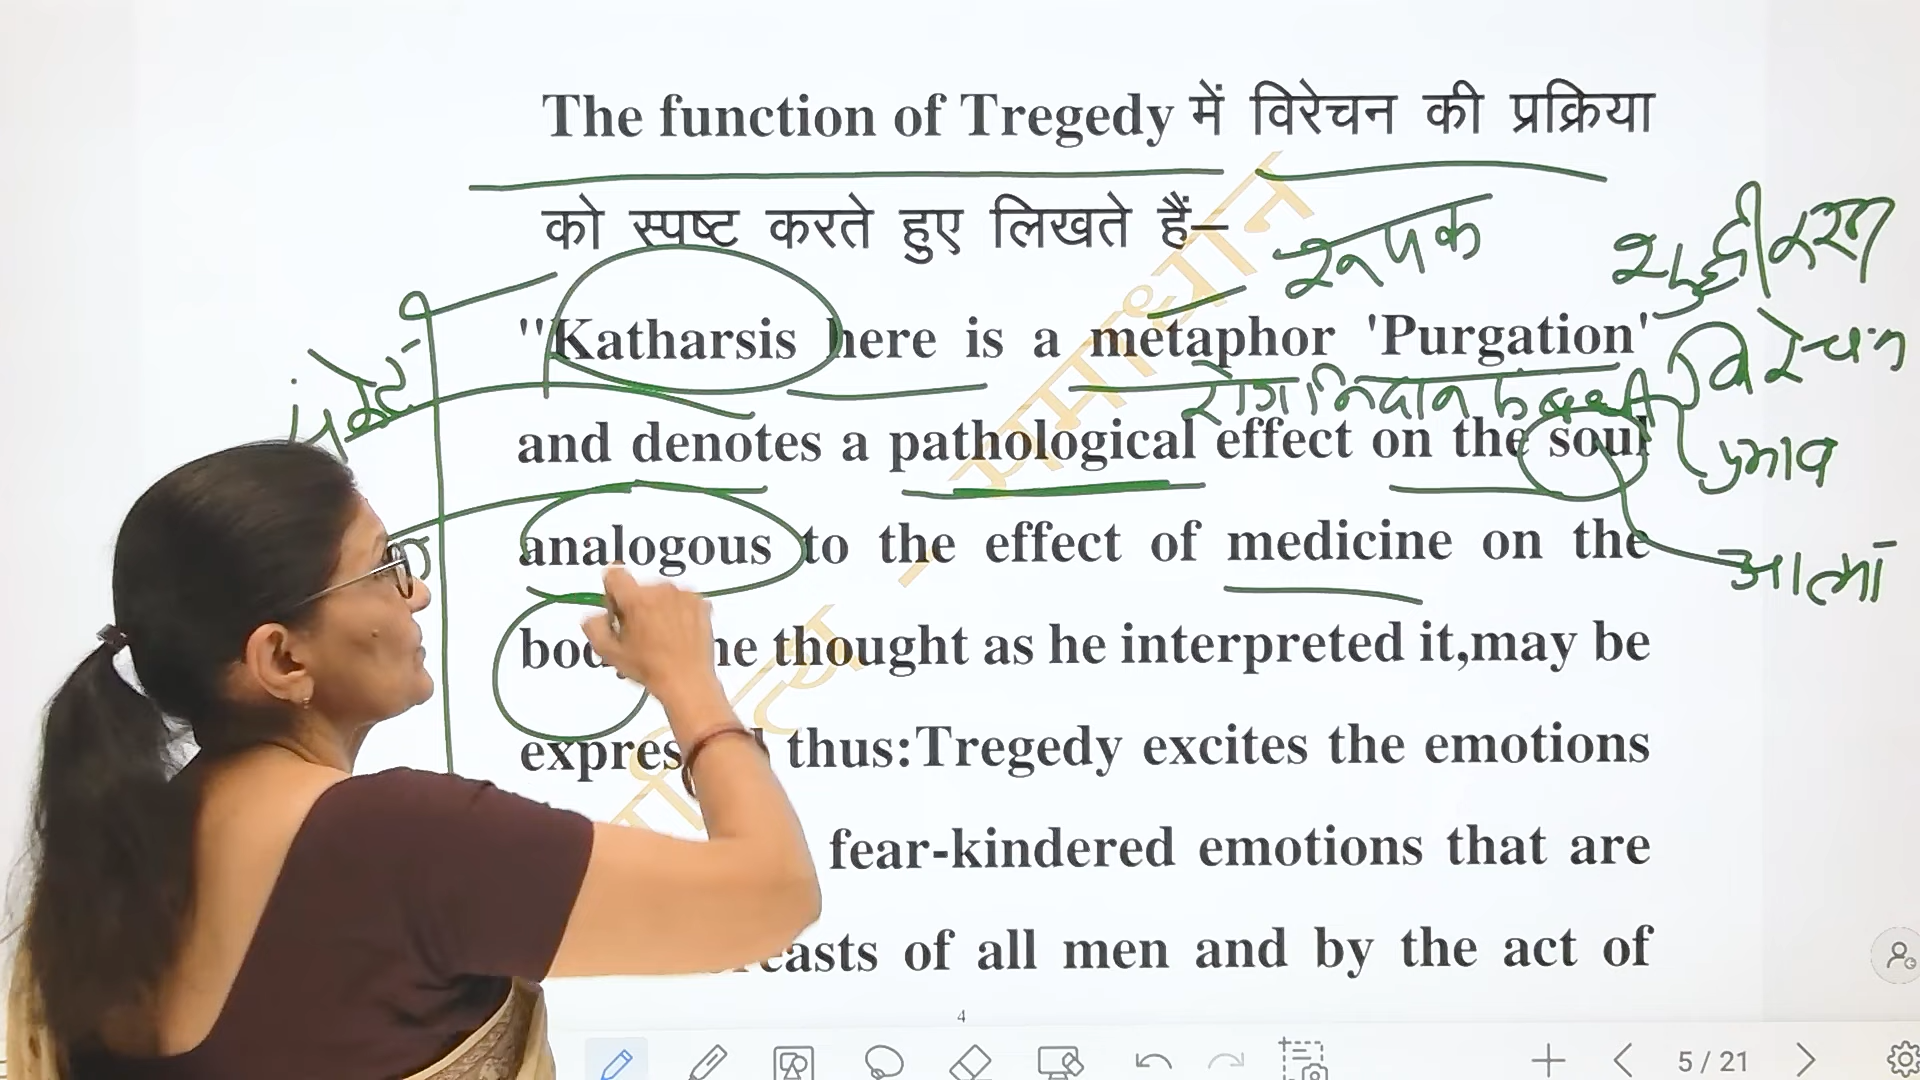 The function of Tregedy में विरेचन की प्रक्रिया
को स्पष्ट करते हुए लिखते हैं–
रूपक
शुद्धीकरण
"Katharsis here is a metaphor 'Purgation'
विरेचन
रोग निदान
and denotes a pathological effect on the soul
प्रभाव
analogous to the effect of medicine on the
आत्मा
he thought as he interpreted it,may be
thus:Tregedy excites the emotions
fear-kindered emotions that are
of all men and by the act of
4
5 / 21
समाधान